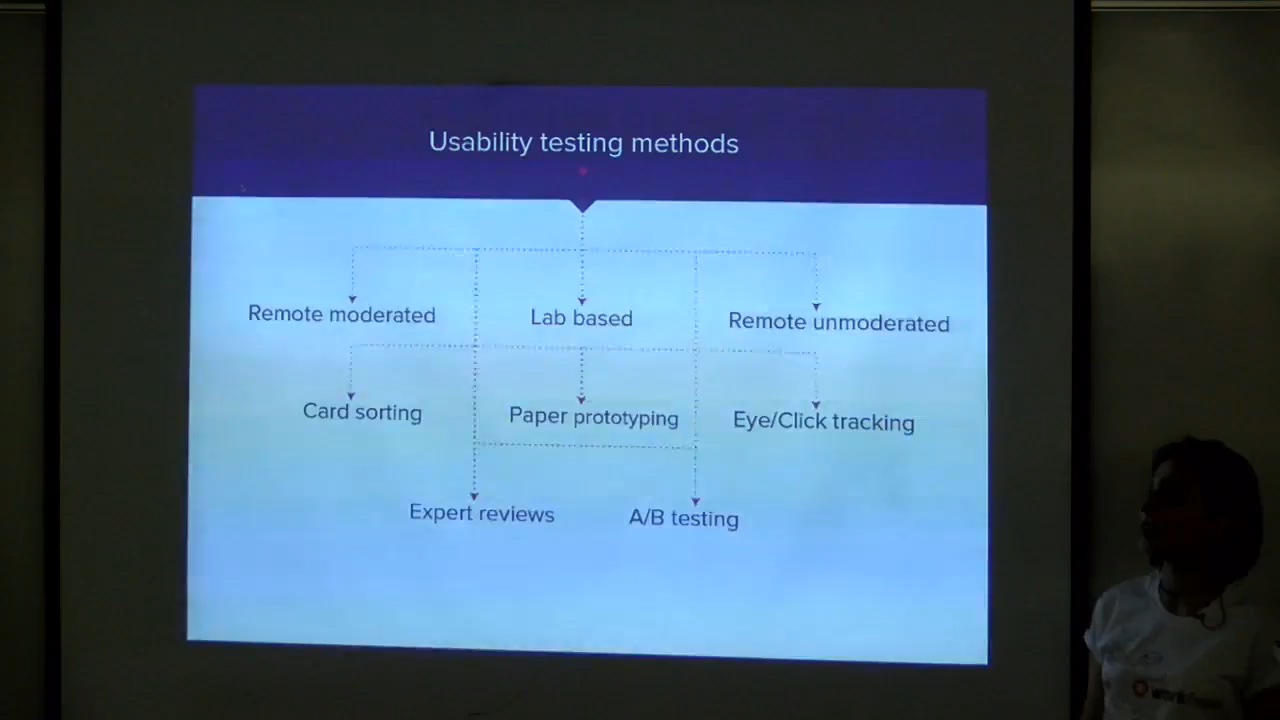 Usability testing methods
Remote moderated
Lab based
Remote unmoderated
Card sorting
Paper prototyping
Eye/Click tracking
Expert reviews
A/B testing